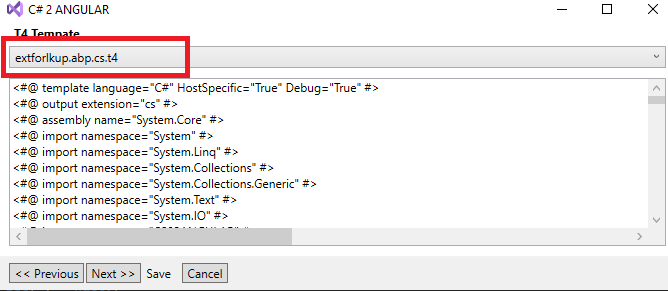 C# 2 ANGULAR
T4 Tempate
extforlkup.abp.cs.t4
<#@ template language="C#" HostSpecific="True" Debug="True" #>
<#@ output extension="cs" #>
<#@ assembly name="System.Core" #>
<#@ import namespace="System" #>
<#@ import namespace="System.Linq" #>
<#@ import namespace="System.Collections" #>
<#@ import namespace="System.Collections.Generic" #>
<#@ import namespace="System.Text" #>
<#@ import namespace="System.IO" #>
<< Previous Next >> Save Cancel